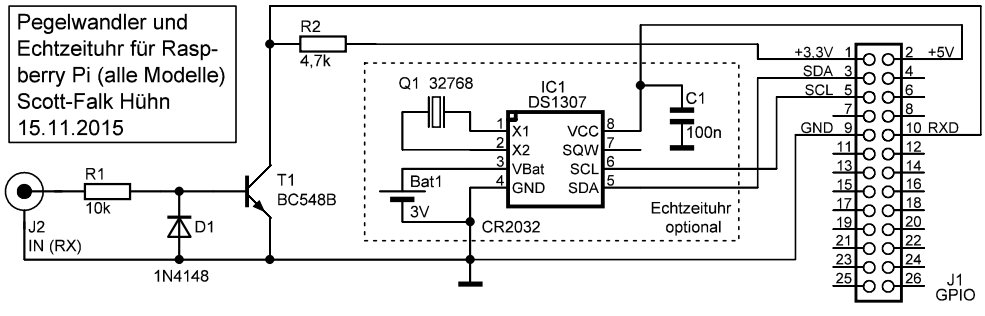 Pegelwandler und
Echtzeituhr für Rasp-
berry Pi (alle Modelle)
Scott-Falk Hühn
15.11.2015
R2
4,7k
Q1 32768
IC1
DS1307
C1
100n
1 X1
2 X2
3 VBat
4 GND
VCC 8
SQW 7
SCL 6
SDA 5
Bat1
3V
CR2032
Echtzeituhr
optional
R1
10k
J2
IN (RX)
D1
1N4148
T1
BC548B
+3,3V 1 2 +5V
SDA 3 4
SCL 5 6
7 8
GND 9 10 RXD
11 12
13 14
15 16
17 18
19 20
21 22
23 24
25 26
J1
GPIO